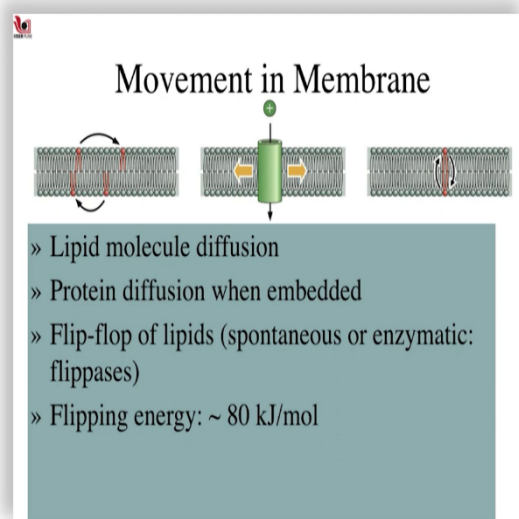 Movement in Membrane
+
» Lipid molecule diffusion
» Protein diffusion when embedded
» Flip-flop of lipids (spontaneous or enzymatic:
flippases)
» Flipping energy: ~ 80 kJ/mol